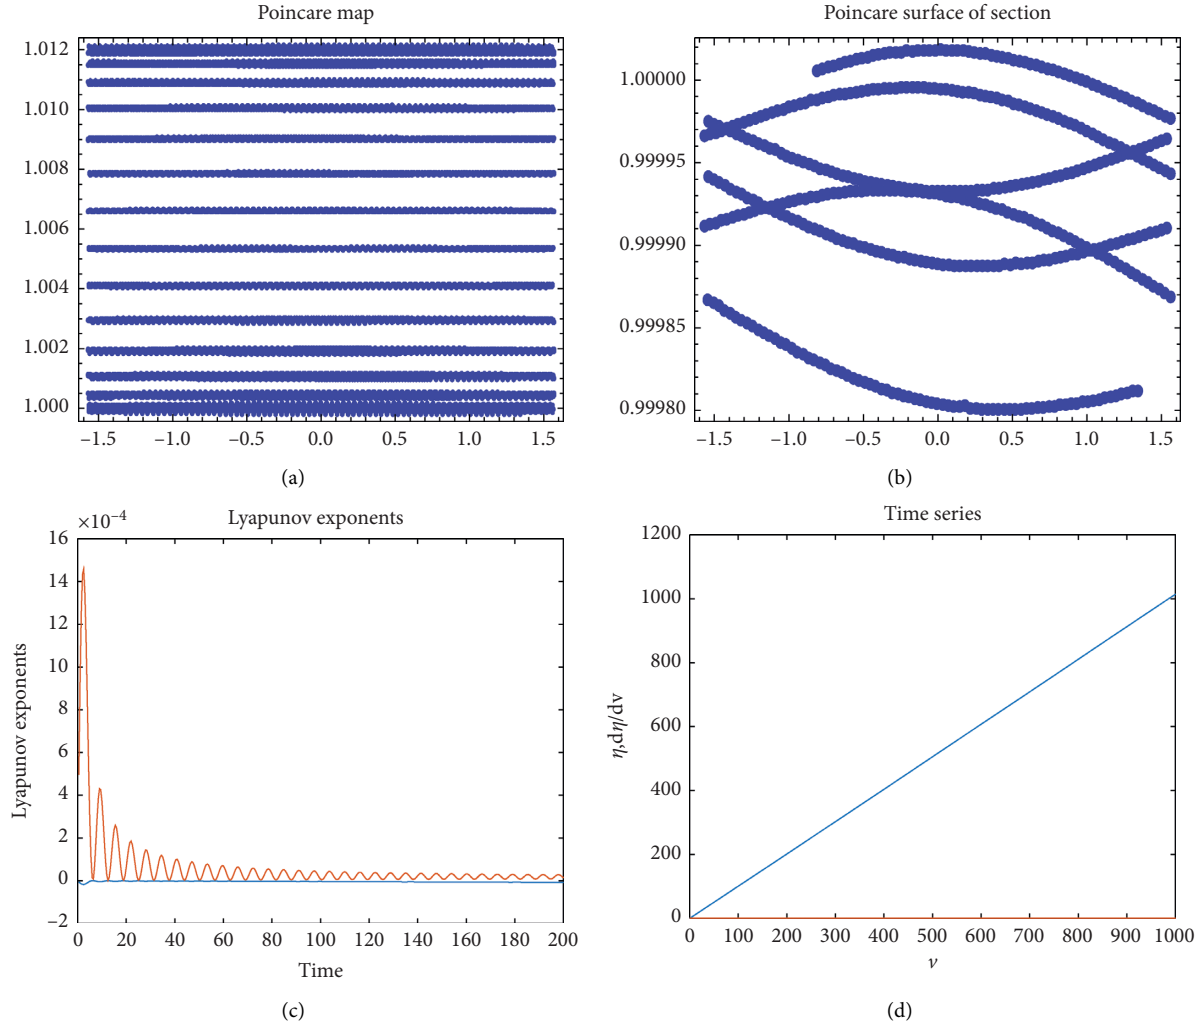 Poincare map
1.012
1.010
1.008
1.006
1.004
1.002
1.000
–1.5 –1.0 –0.5 0.0 0.5 1.0 1.5
(a)
Poincare surface of section
1.00000
0.99995
0.99990
0.99985
0.99980
–1.5 –1.0 –0.5 0.0 0.5 1.0 1.5
(b)
Lyapunov exponents
×10–4
16
14
12
10
8
6
4
2
0
–2
Lyapunov exponents
0 20 40 60 80 100 120 140 160 180 200
Time
(c)
Time series
1200
1000
800
600
400
200
0
η,dη/dv
0 100 200 300 400 500 600 700 800 900 1000
v
(d)